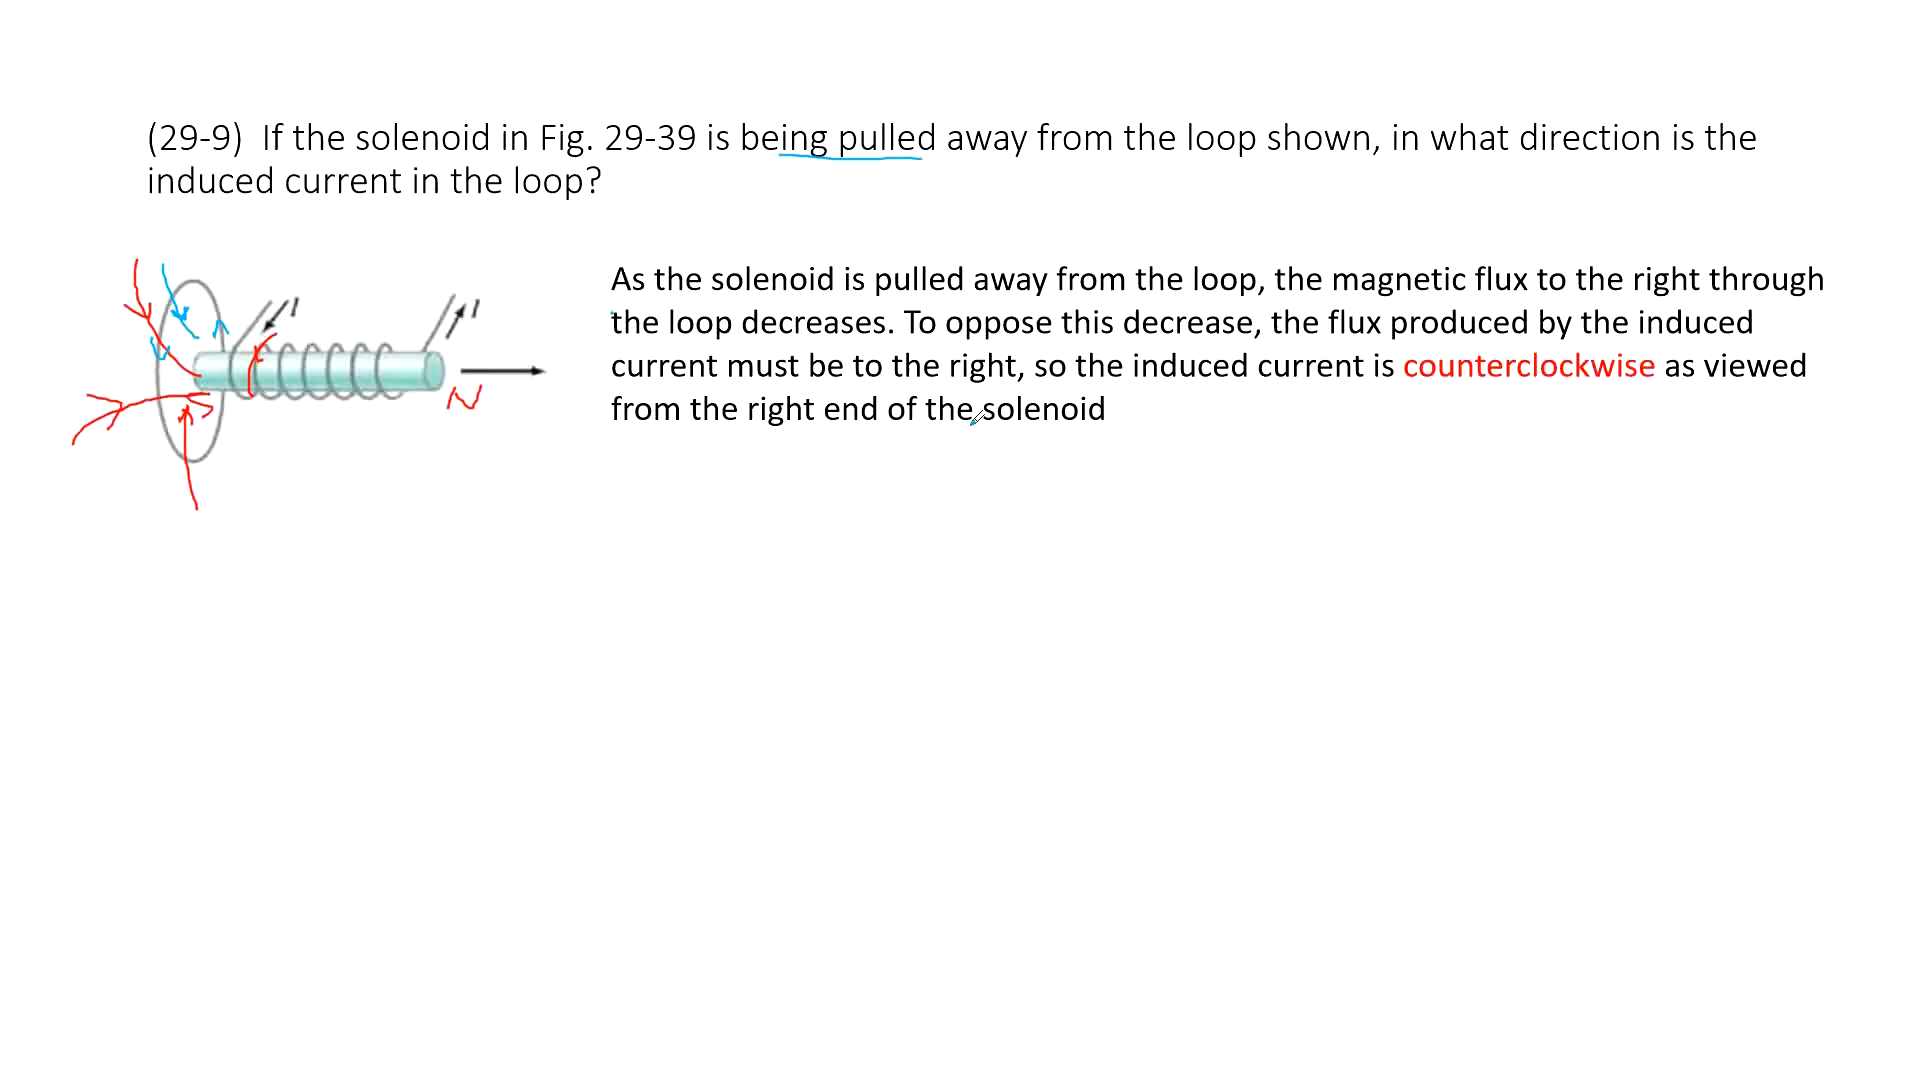 (29-9) If the solenoid in Fig. 29-39 is being pulled away from the loop shown, in what direction is the
induced current in the loop?
I
I
N
As the solenoid is pulled away from the loop, the magnetic flux to the right through
the loop decreases. To oppose this decrease, the flux produced by the induced
current must be to the right, so the induced current is counterclockwise as viewed
from the right end of the solenoid